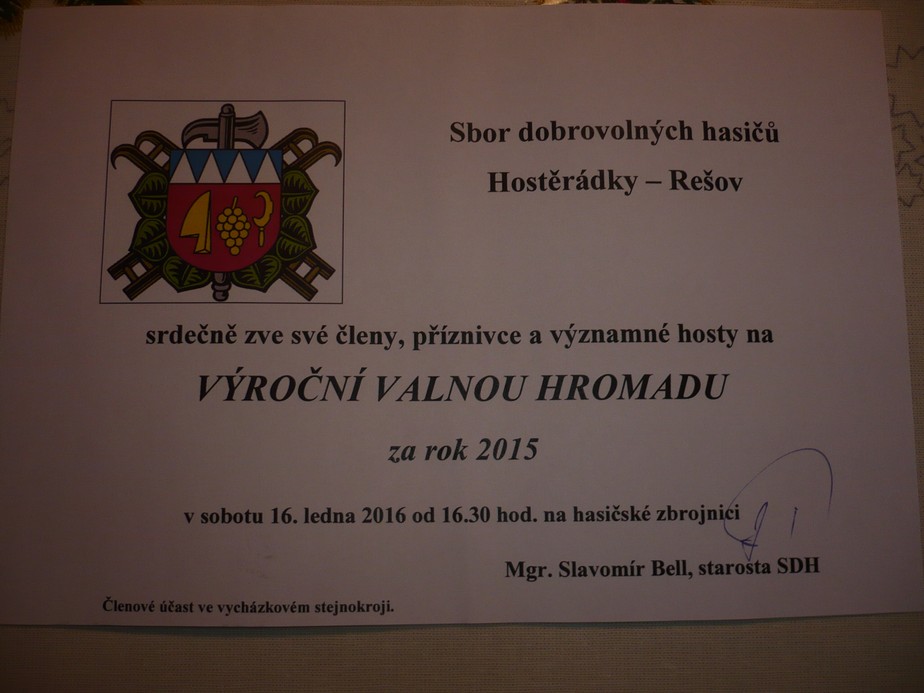 Sbor dobrovolných hasičů
Hostěrádky – Rešov
srdečně zve své členy, příznivce a významné hosty na
VÝROČNÍ VALNOU HROMADU
za rok 2015
v sobotu 16. ledna 2016 od 16.30 hod. na hasičské zbrojnici
Mgr. Slavomír Bell, starosta SDH
Členové účast ve vycházkovém stejnokroji.